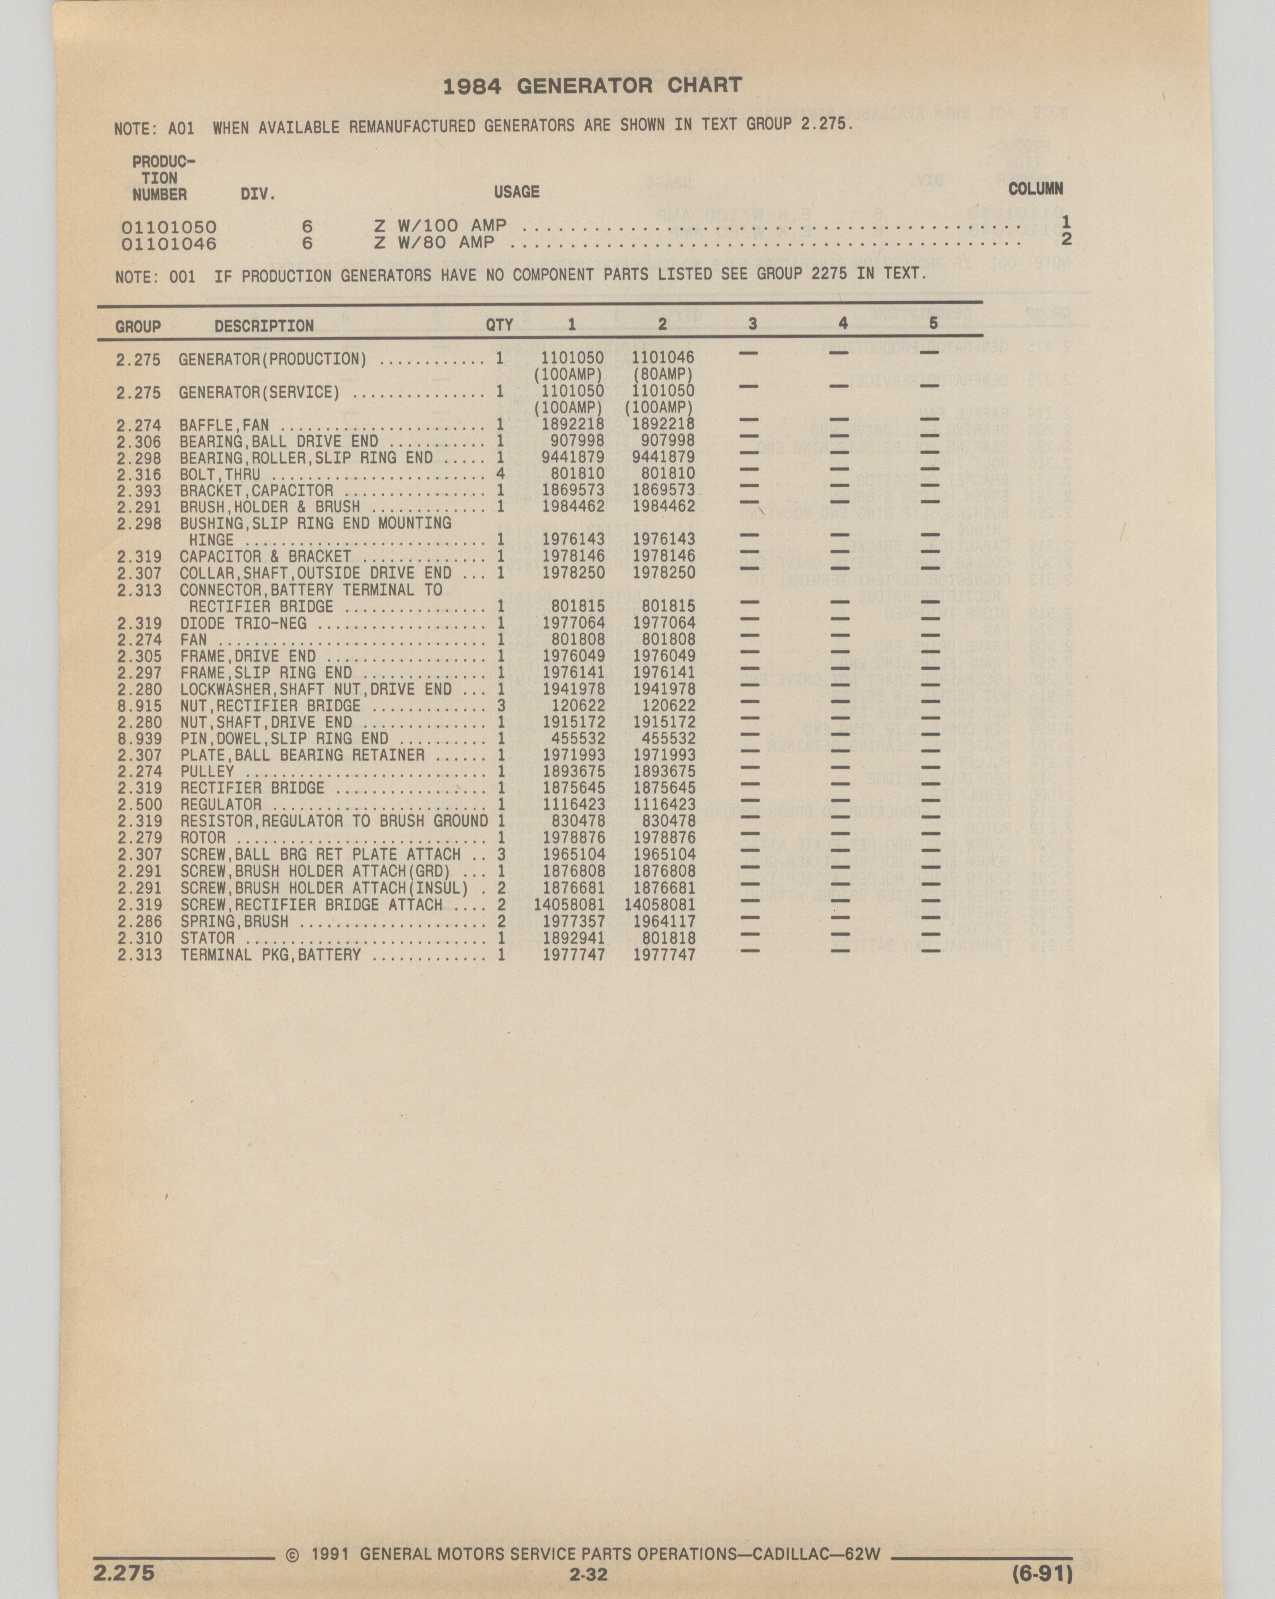 1984 GENERATOR CHART
NOTE: A01 WHEN AVAILABLE REMANUFACTURED GENERATORS ARE SHOWN IN TEXT GROUP 2.275.
PRODUC-
TION
NUMBER DIV. USAGE COLUMN
01101050 6 Z W/100 AMP ........................................ 1
01101046 6 Z W/80 AMP ......................................... 2
NOTE: 001 IF PRODUCTION GENERATORS HAVE NO COMPONENT PARTS LISTED SEE GROUP 2275 IN TEXT.
GROUP DESCRIPTION QTY 1 2 3 4 5
2.275 GENERATOR(PRODUCTION) ............ 1 1101050 1101046 — — —
(100AMP) (80AMP)
2.275 GENERATOR(SERVICE) ............... 1 1101050 1101050 — — —
(100AMP) (100AMP)
2.274 BAFFLE,FAN ....................... 1 1892218 1892218 — — —
2.306 BEARING,BALL DRIVE END ........... 1 907998 907998 — — —
2.298 BEARING,ROLLER,SLIP RING END ..... 1 9441879 9441879 — — —
2.316 BOLT,THRU ........................ 4 801810 801810 — — —
2.393 BRACKET,CAPACITOR ................ 1 1869573 1869573 — — —
2.291 BRUSH,HOLDER & BRUSH ............. 1 1984462 1984462 — — —
2.298 BUSHING,SLIP RING END MOUNTING
HINGE ........................... 1 1976143 1976143 — — —
2.319 CAPACITOR & BRACKET .............. 1 1978146 1978146 — — —
2.307 COLLAR,SHAFT,OUTSIDE DRIVE END ... 1 1978250 1978250 — — —
2.313 CONNECTOR,BATTERY TERMINAL TO
RECTIFIER BRIDGE ................ 1 801815 801815 — — —
2.319 DIODE TRIO-NEG ................... 1 1977064 1977064 — — —
2.274 FAN .............................. 1 801808 801808 — — —
2.305 FRAME,DRIVE END .................. 1 1976049 1976049 — — —
2.297 FRAME,SLIP RING END .............. 1 1976141 1976141 — — —
2.280 LOCKWASHER,SHAFT NUT,DRIVE END ... 1 1941978 1941978 — — —
8.915 NUT,RECTIFIER BRIDGE ............. 3 120622 120622 — — —
2.280 NUT,SHAFT,DRIVE END .............. 1 1915172 1915172 — — —
8.939 PIN,DOWEL,SLIP RING END .......... 1 455532 455532 — — —
2.307 PLATE,BALL BEARING RETAINER ...... 1 1971993 1971993 — — —
2.274 PULLEY ........................... 1 1893675 1893675 — — —
2.319 RECTIFIER BRIDGE ................. 1 1875645 1875645 — — —
2.500 REGULATOR ........................ 1 1116423 1116423 — — —
2.319 RESISTOR,REGULATOR TO BRUSH GROUND 1 830478 830478 — — —
2.279 ROTOR ............................ 1 1978876 1978876 — — —
2.307 SCREW,BALL BRG RET PLATE ATTACH .. 3 1965104 1965104 — — —
2.291 SCREW,BRUSH HOLDER ATTACH(GRD) ... 1 1876808 1876808 — — —
2.291 SCREW,BRUSH HOLDER ATTACH(INSUL) . 2 1876681 1876681 — — —
2.319 SCREW,RECTIFIER BRIDGE ATTACH .... 2 14058081 14058081 — — —
2.286 SPRING,BRUSH ..................... 2 1977357 1964117 — — —
2.310 STATOR ........................... 1 1892941 801818 — — —
2.313 TERMINAL PKG,BATTERY ............. 1 1977747 1977747 — — —
© 1991 GENERAL MOTORS SERVICE PARTS OPERATIONS—CADILLAC—62W
2.275 2-32 (6-91)